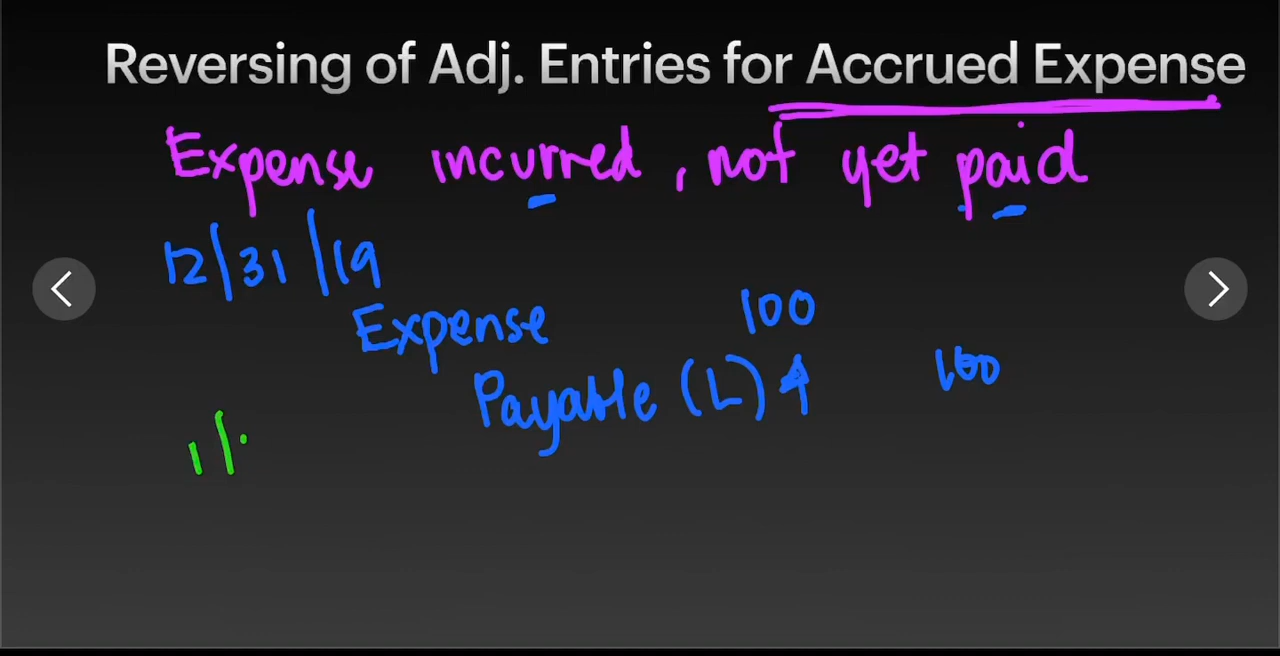 Reversing of Adj. Entries for Accrued Expense
Expense incurred, not yet paid
12/31/19
Expense 100
Payable (L) ↑ 100
1/